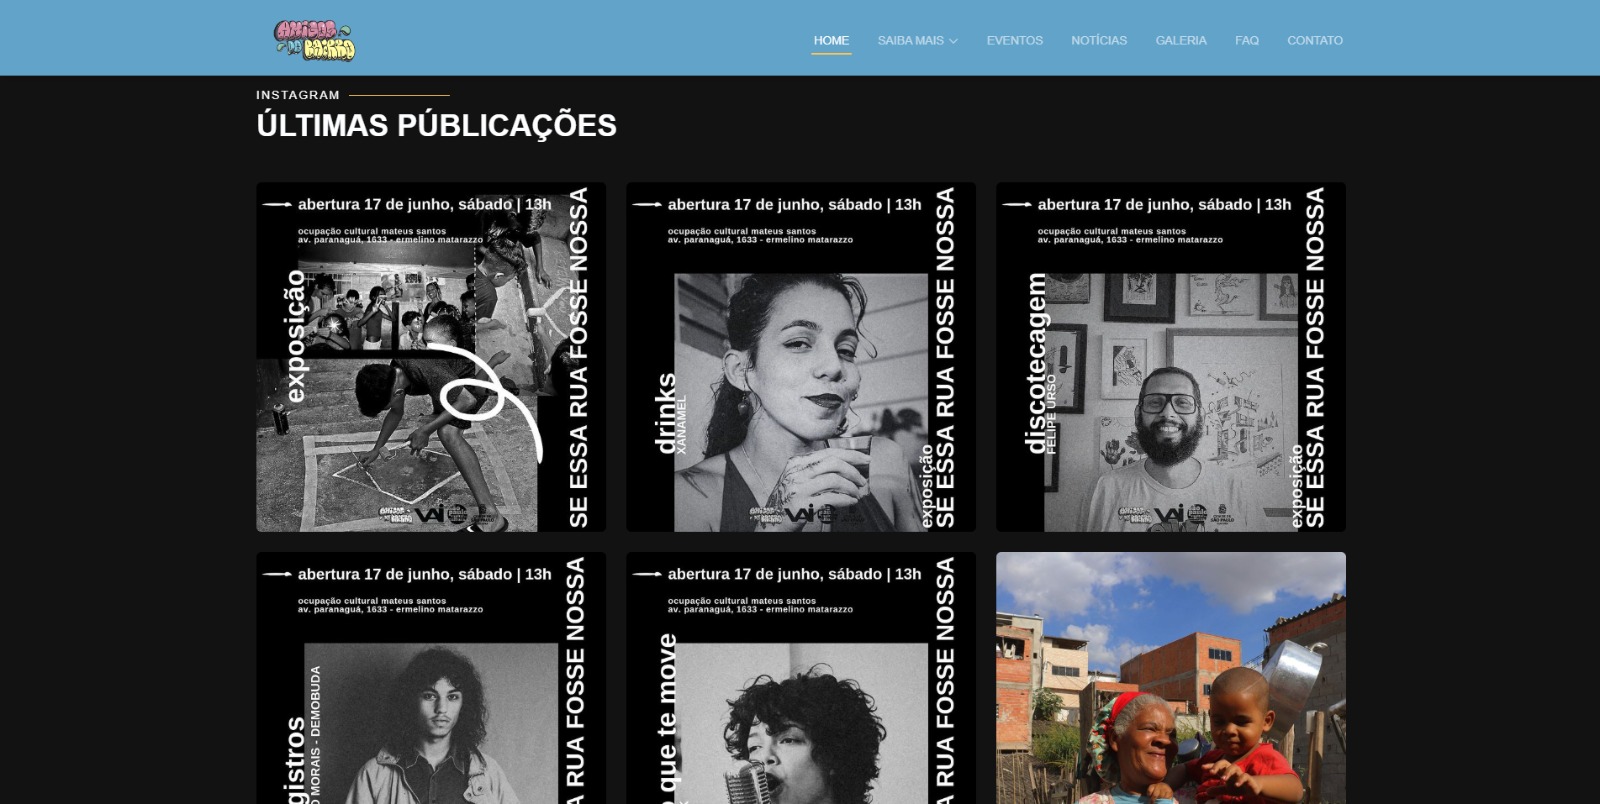 AMIGOS
DO BAIRRO
HOME
SAIBA MAIS
EVENTOS
NOTÍCIAS
GALERIA
FAQ
CONTATO
INSTAGRAM
ÚLTIMAS PÚBLICAÇÕES
abertura 17 de junho, sábado | 13h
ocupação cultural mateus santos
av. paranaguá, 1633 - ermelino matarazzo
exposição
SE ESSA RUA FOSSE NOSSA
VAI
abertura 17 de junho, sábado | 13h
ocupação cultural mateus santos
av. paranaguá, 1633 - ermelino matarazzo
drinks
XANAMEL
exposição
SE ESSA RUA FOSSE NOSSA
VAI
abertura 17 de junho, sábado | 13h
ocupação cultural mateus santos
av. paranaguá, 1633 - ermelino matarazzo
discotecagem
FELIPE URSO
exposição
SE ESSA RUA FOSSE NOSSA
VAI
SÃO PAULO
abertura 17 de junho, sábado | 13h
ocupação cultural mateus santos
av. paranaguá, 1633 - ermelino matarazzo
gistros
O MORAIS - DEMOBUDA
A RUA FOSSE NOSSA
abertura 17 de junho, sábado | 13h
ocupação cultural mateus santos
av. paranaguá, 1633 - ermelino matarazzo
o que te move
A RUA FOSSE NOSSA